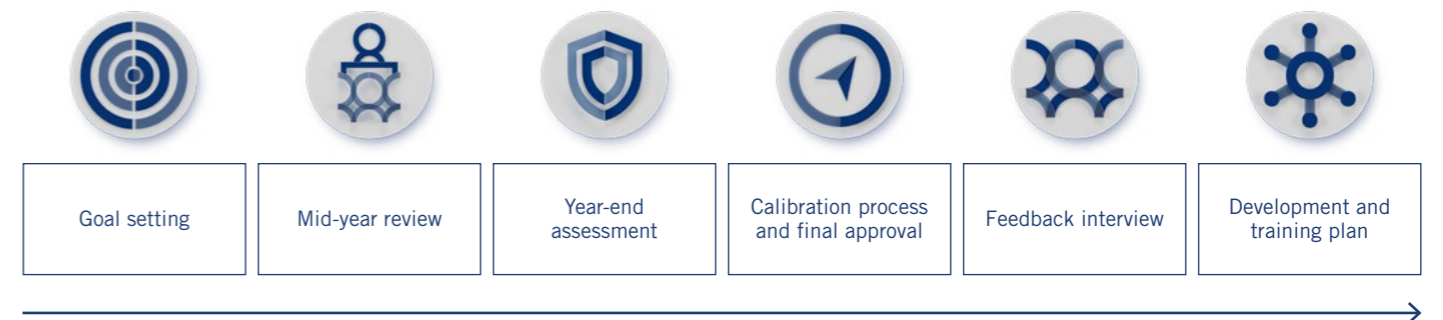 Goal setting
Mid-year review
Year-end
assessment
Calibration process
and final approval
Feedback interview
Development and
training plan